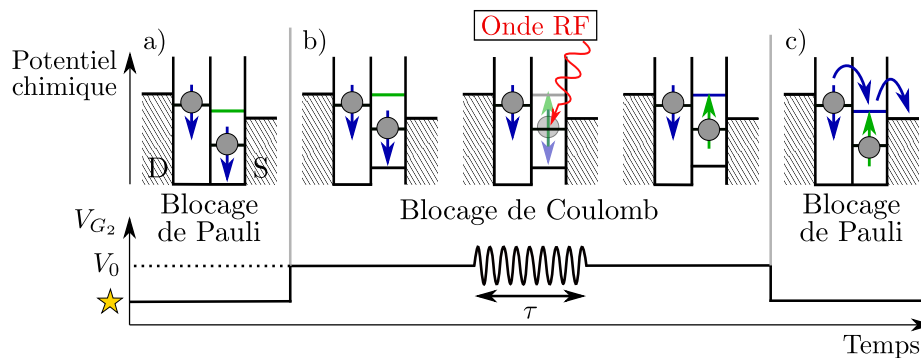 a)
b)
Onde RF
c)
Potentiel
chimique
D
S
Blocage
de Pauli
Blocage de Coulomb
Blocage
de Pauli
V_{G_2}
V_0
τ
Temps